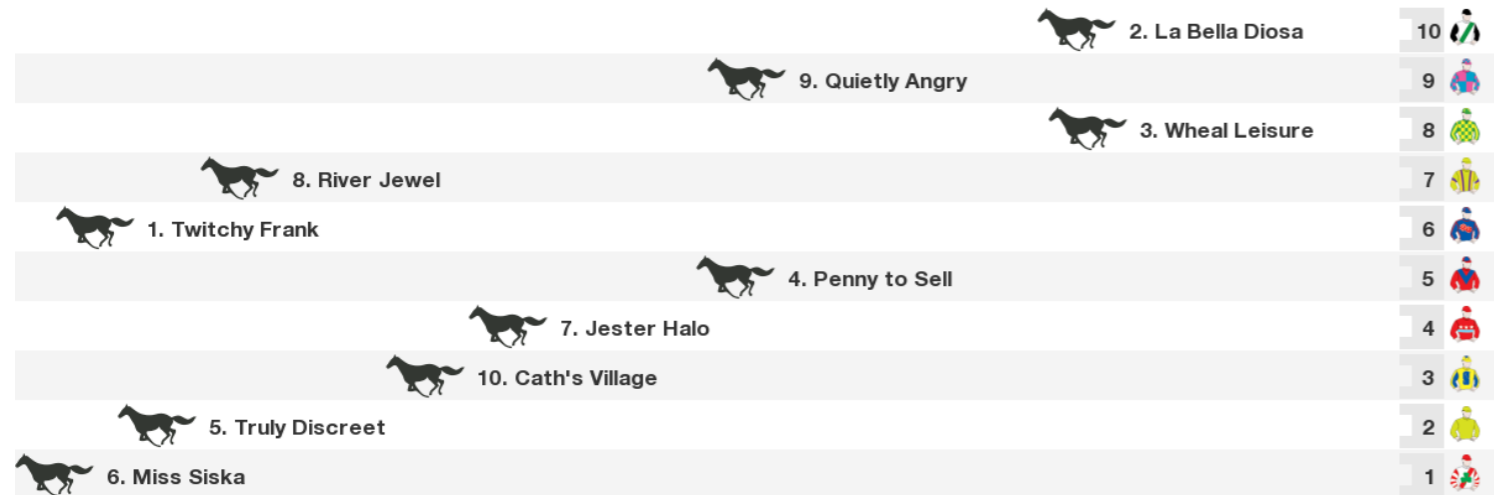 2. La Bella Diosa 10
9. Quietly Angry 9
3. Wheal Leisure 8
8. River Jewel 7
1. Twitchy Frank 6
4. Penny to Sell 5
7. Jester Halo 4
10. Cath's Village 3
5. Truly Discreet 2
6. Miss Siska 1